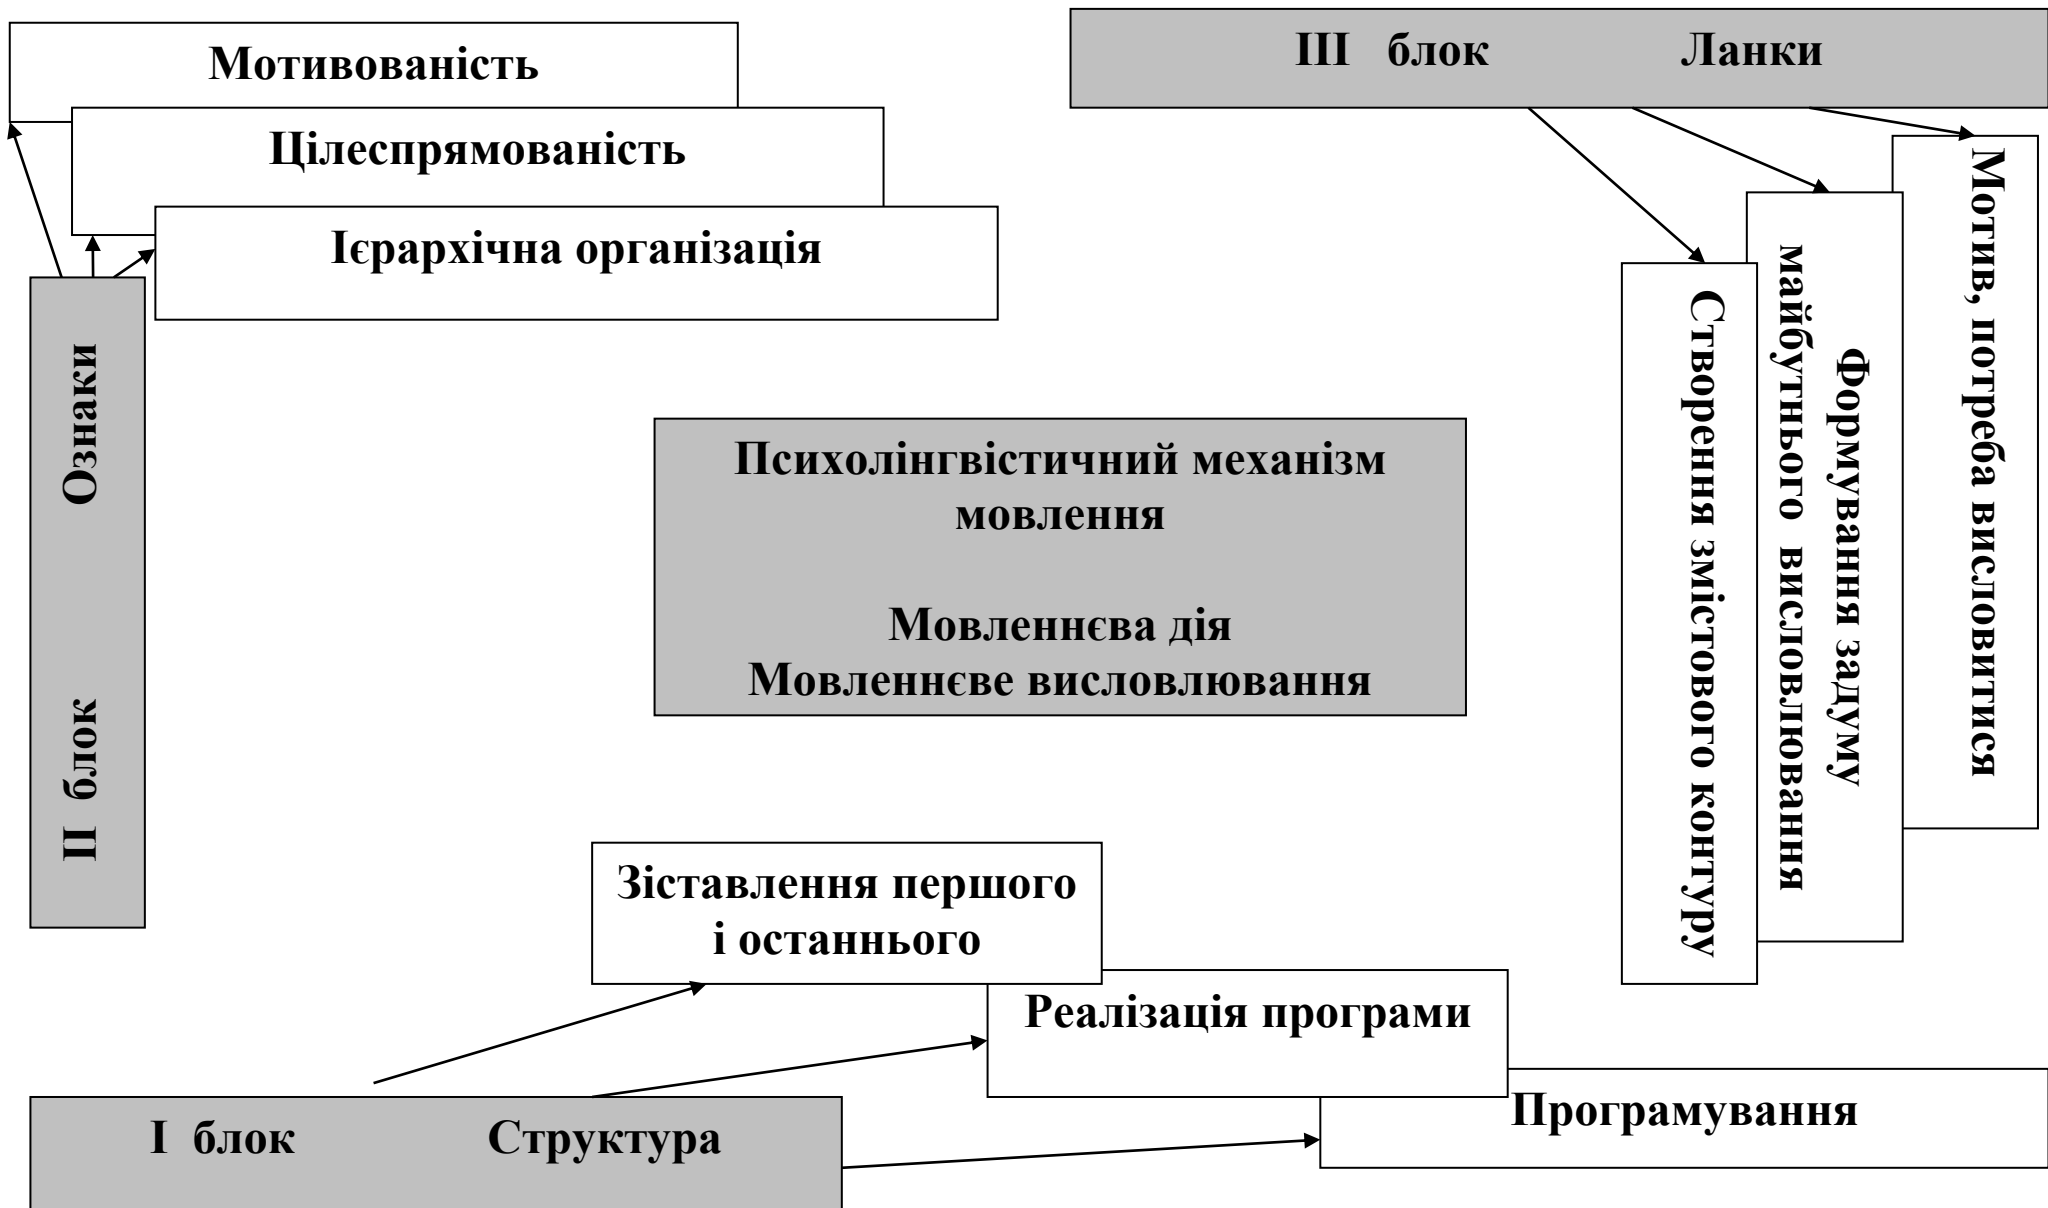 Мотивованість
Цілеспрямованість
Ієрархічна організація
ІІ блок Ознаки
ІІІ блок Ланки
Мотив, потреба висловитися
Формування задуму
майбутнього висловлювання
Створення змістового контуру
Психолінгвістичний механізм
мовлення
Мовленнєва дія
Мовленнєве висловлювання
Зіставлення першого
і останнього
Реалізація програми
Програмування
І блок Структура